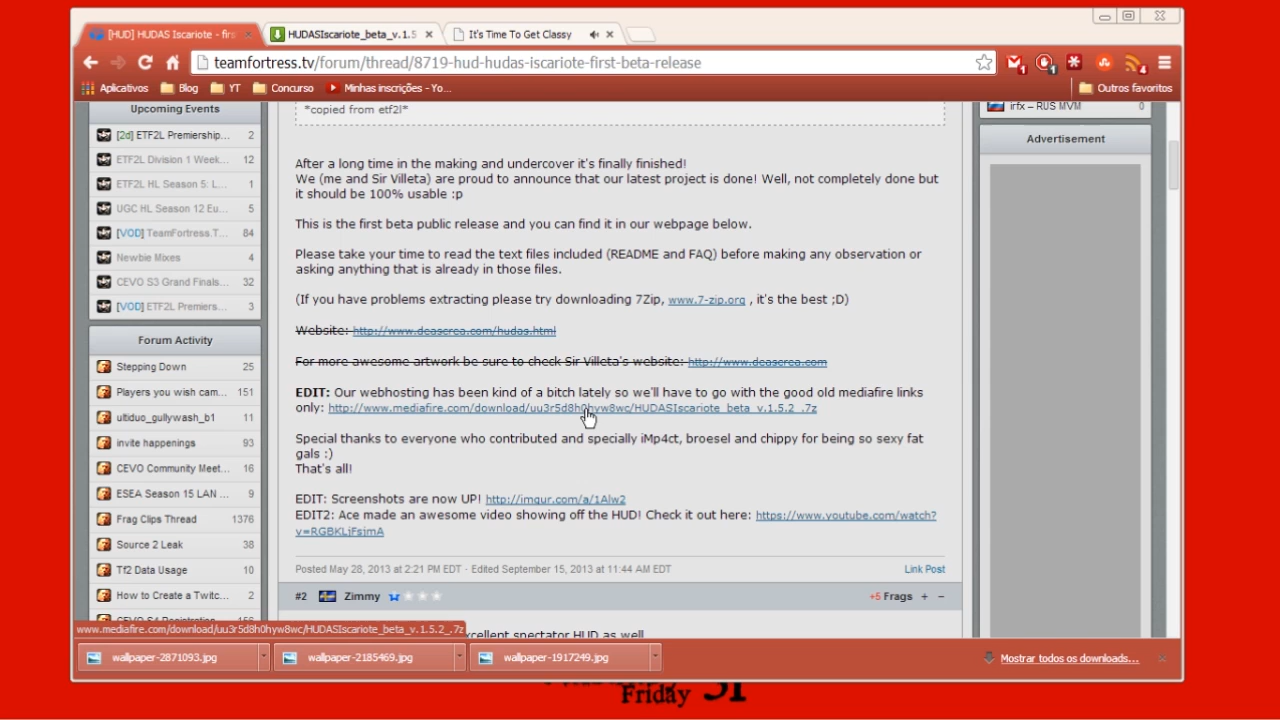 [HUD] HUDAS Iscariote - firs
HUDASIscariote_beta_v.1.5
It's Time To Get Classy
teamfortress.tv/forum/thread/8719-hud-hudas-iscariote-first-beta-release
1
1
4
Aplicativos
Blog
YT
Concurso
Minhas inscrições - Yo...
Outros favoritos
Upcoming Events
[2d] ETF2L Premiership... 2
ETF2L Division 1 Week... 12
ETF2L HL Season 5: L... 1
UGC HL Season 12 Eu... 5
[VOD] TeamFortress.T... 84
Newbie Mixes 4
CEVO S3 Grand Finals... 32
[VOD] ETF2L Premiers... 3
Forum Activity
Stepping Down 25
Players you wish cam... 151
ultiduo_gullywash_b1 11
invite happenings 93
CEVO Community Meet... 16
ESEA Season 15 LAN ... 9
Frag Clips Thread 1376
Source 2 Leak 38
Tf2 Data Usage 10
How to Create a Twitc... 2
CEVO S4 Registration... 156
*copied from etf2l*
After a long time in the making and undercover it's finally finished!
We (me and Sir Villeta) are proud to announce that our latest project is done! Well, not completely done but
it should be 100% usable :p
This is the first beta public release and you can find it in our webpage below.
Please take your time to read the text files included (README and FAQ) before making any observation or
asking anything that is already in those files.
(If you have problems extracting please try downloading 7Zip, www.7-zip.org , it's the best ;D)
Website: http://www.deascrea.com/hudas.html
For more awesome artwork be sure to check Sir Villeta's website: http://www.deascrea.com
EDIT: Our webhosting has been kind of a bitch lately so we'll have to go with the good old mediafire links
only: http://www.mediafire.com/download/uu3r5d8h0hyw8wc/HUDASIscariote_beta_v.1.5.2_.7z
Special thanks to everyone who contributed and specially iMp4ct, broesel and chippy for being so sexy fat
gals :)
That's all!
EDIT: Screenshots are now UP! http://imgur.com/a/1Alw2
EDIT2: Ace made an awesome video showing off the HUD! Check it out here: https://www.youtube.com/watch?
v=RGBKLjFsjmA
Posted May 28, 2013 at 2:21 PM EDT · Edited September 15, 2013 at 11:44 AM EDT
Link Post
#2 Zimmy
+5 Frags + −
xcellent spectator HUD as well
irfx – RUS MVM 0
Advertisement
www.mediafire.com/download/uu3r5d8h0hyw8wc/HUDASIscariote_beta_v.1.5.2_.7z
wallpaper-2871093.jpg
wallpaper-2185469.jpg
wallpaper-1917249.jpg
Mostrar todos os downloads...
Friday 31